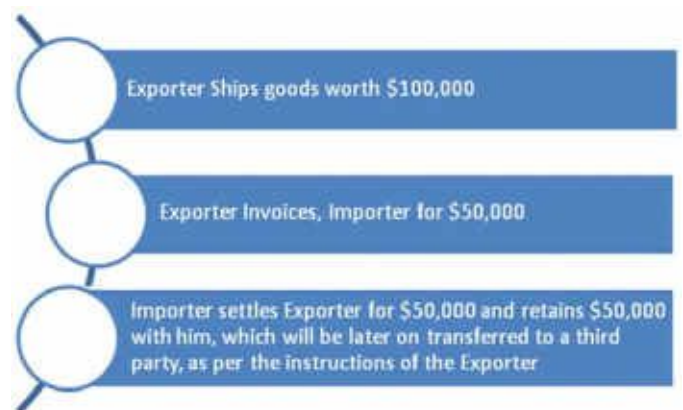 Exporter Ships goods worth $100,000
Exporter Invoices, Importer for $50,000
Importer settles Exporter for $50,000 and retains $50,000
with him, which will be later on transferred to a third
party, as per the instructions of the Exporter